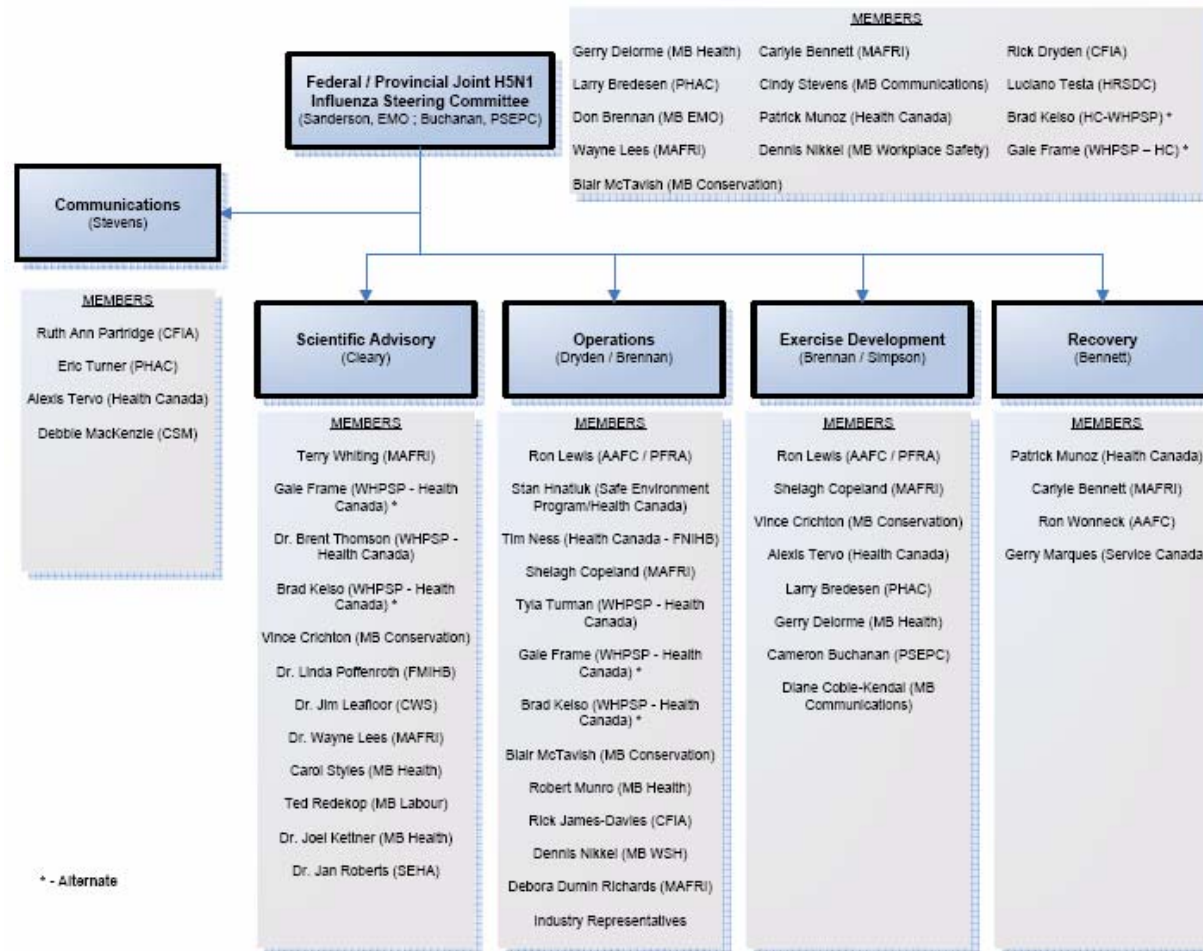 Federal / Provincial Joint H5N1
Influenza Steering Committee
(Sanderson, EMO ; Buchanan, PSEPC)
MEMBERS
Gerry Delorme (MB Health)
Carlyle Bennett (MAFRI)
Rick Dryden (CFIA)
Larry Bredesen (PHAC)
Cindy Stevens (MB Communications)
Luciano Testa (HRSDC)
Don Brennan (MB EMO)
Patrick Munoz (Health Canada)
Brad Kelso (HC-WHPSP) *
Wayne Lees (MAFRI)
Dennis Nikkel (MB Workplace Safety)
Gale Frame (WHPSP – HC) *
Blair McTavish (MB Conservation)
Communications
(Stevens)
MEMBERS
Ruth Ann Partridge (CFIA)
Eric Turner (PHAC)
Alexis Tervo (Health Canada)
Debbie MacKenzie (CSM)
Scientific Advisory
(Cleary)
MEMBERS
Terry Whiting (MAFRI)
Gale Frame (WHPSP - Health
Canada) *
Dr. Brent Thomson (WHPSP -
Health Canada)
Brad Kelso (WHPSP - Health
Canada) *
Vince Crichton (MB Conservation)
Dr. Linda Poffenroth (FMIHB)
Dr. Jim Leafloor (CWS)
Dr. Wayne Lees (MAFRI)
Carol Styles (MB Health)
Ted Redekop (MB Labour)
Dr. Joel Kettner (MB Health)
Dr. Jan Roberts (SEHA)
Operations
(Dryden / Brennan)
MEMBERS
Ron Lewis (AAFC / PFRA)
Stan Hnatiuk (Safe Environment
Program/Health Canada)
Tim Ness (Health Canada - FNIHB)
Shelagh Copeland (MAFRI)
Tyla Turman (WHPSP - Health
Canada)
Gale Frame (WHPSP - Health
Canada) *
Brad Kelso (WHPSP - Health
Canada) *
Blair McTavish (MB Conservation)
Robert Munro (MB Health)
Rick James-Davies (CFIA)
Dennis Nikkel (MB WSH)
Debora Durnin Richards (MAFRI)
Industry Representatives
Exercise Development
(Brennan / Simpson)
MEMBERS
Ron Lewis (AAFC / PFRA)
Shelagh Copeland (MAFRI)
Vince Crichton (MB Conservation)
Alexis Tervo (Health Canada)
Larry Bredesen (PHAC)
Gerry Delorme (MB Health)
Cameron Buchanan (PSEPC)
Diane Coble-Kendal (MB
Communications)
Recovery
(Bennett)
MEMBERS
Patrick Munoz (Health Canada)
Carlyle Bennett (MAFRI)
Ron Wonneck (AAFC)
Gerry Marques (Service Canada
* - Alternate